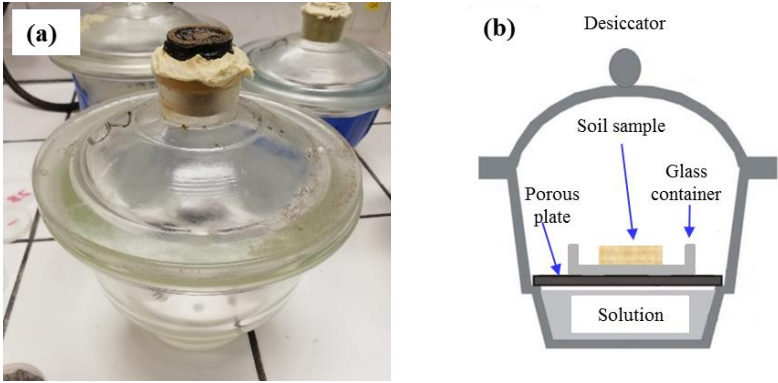 (a)
(b)
Desiccator
Soil sample
Glass
container
Porous
plate
Solution